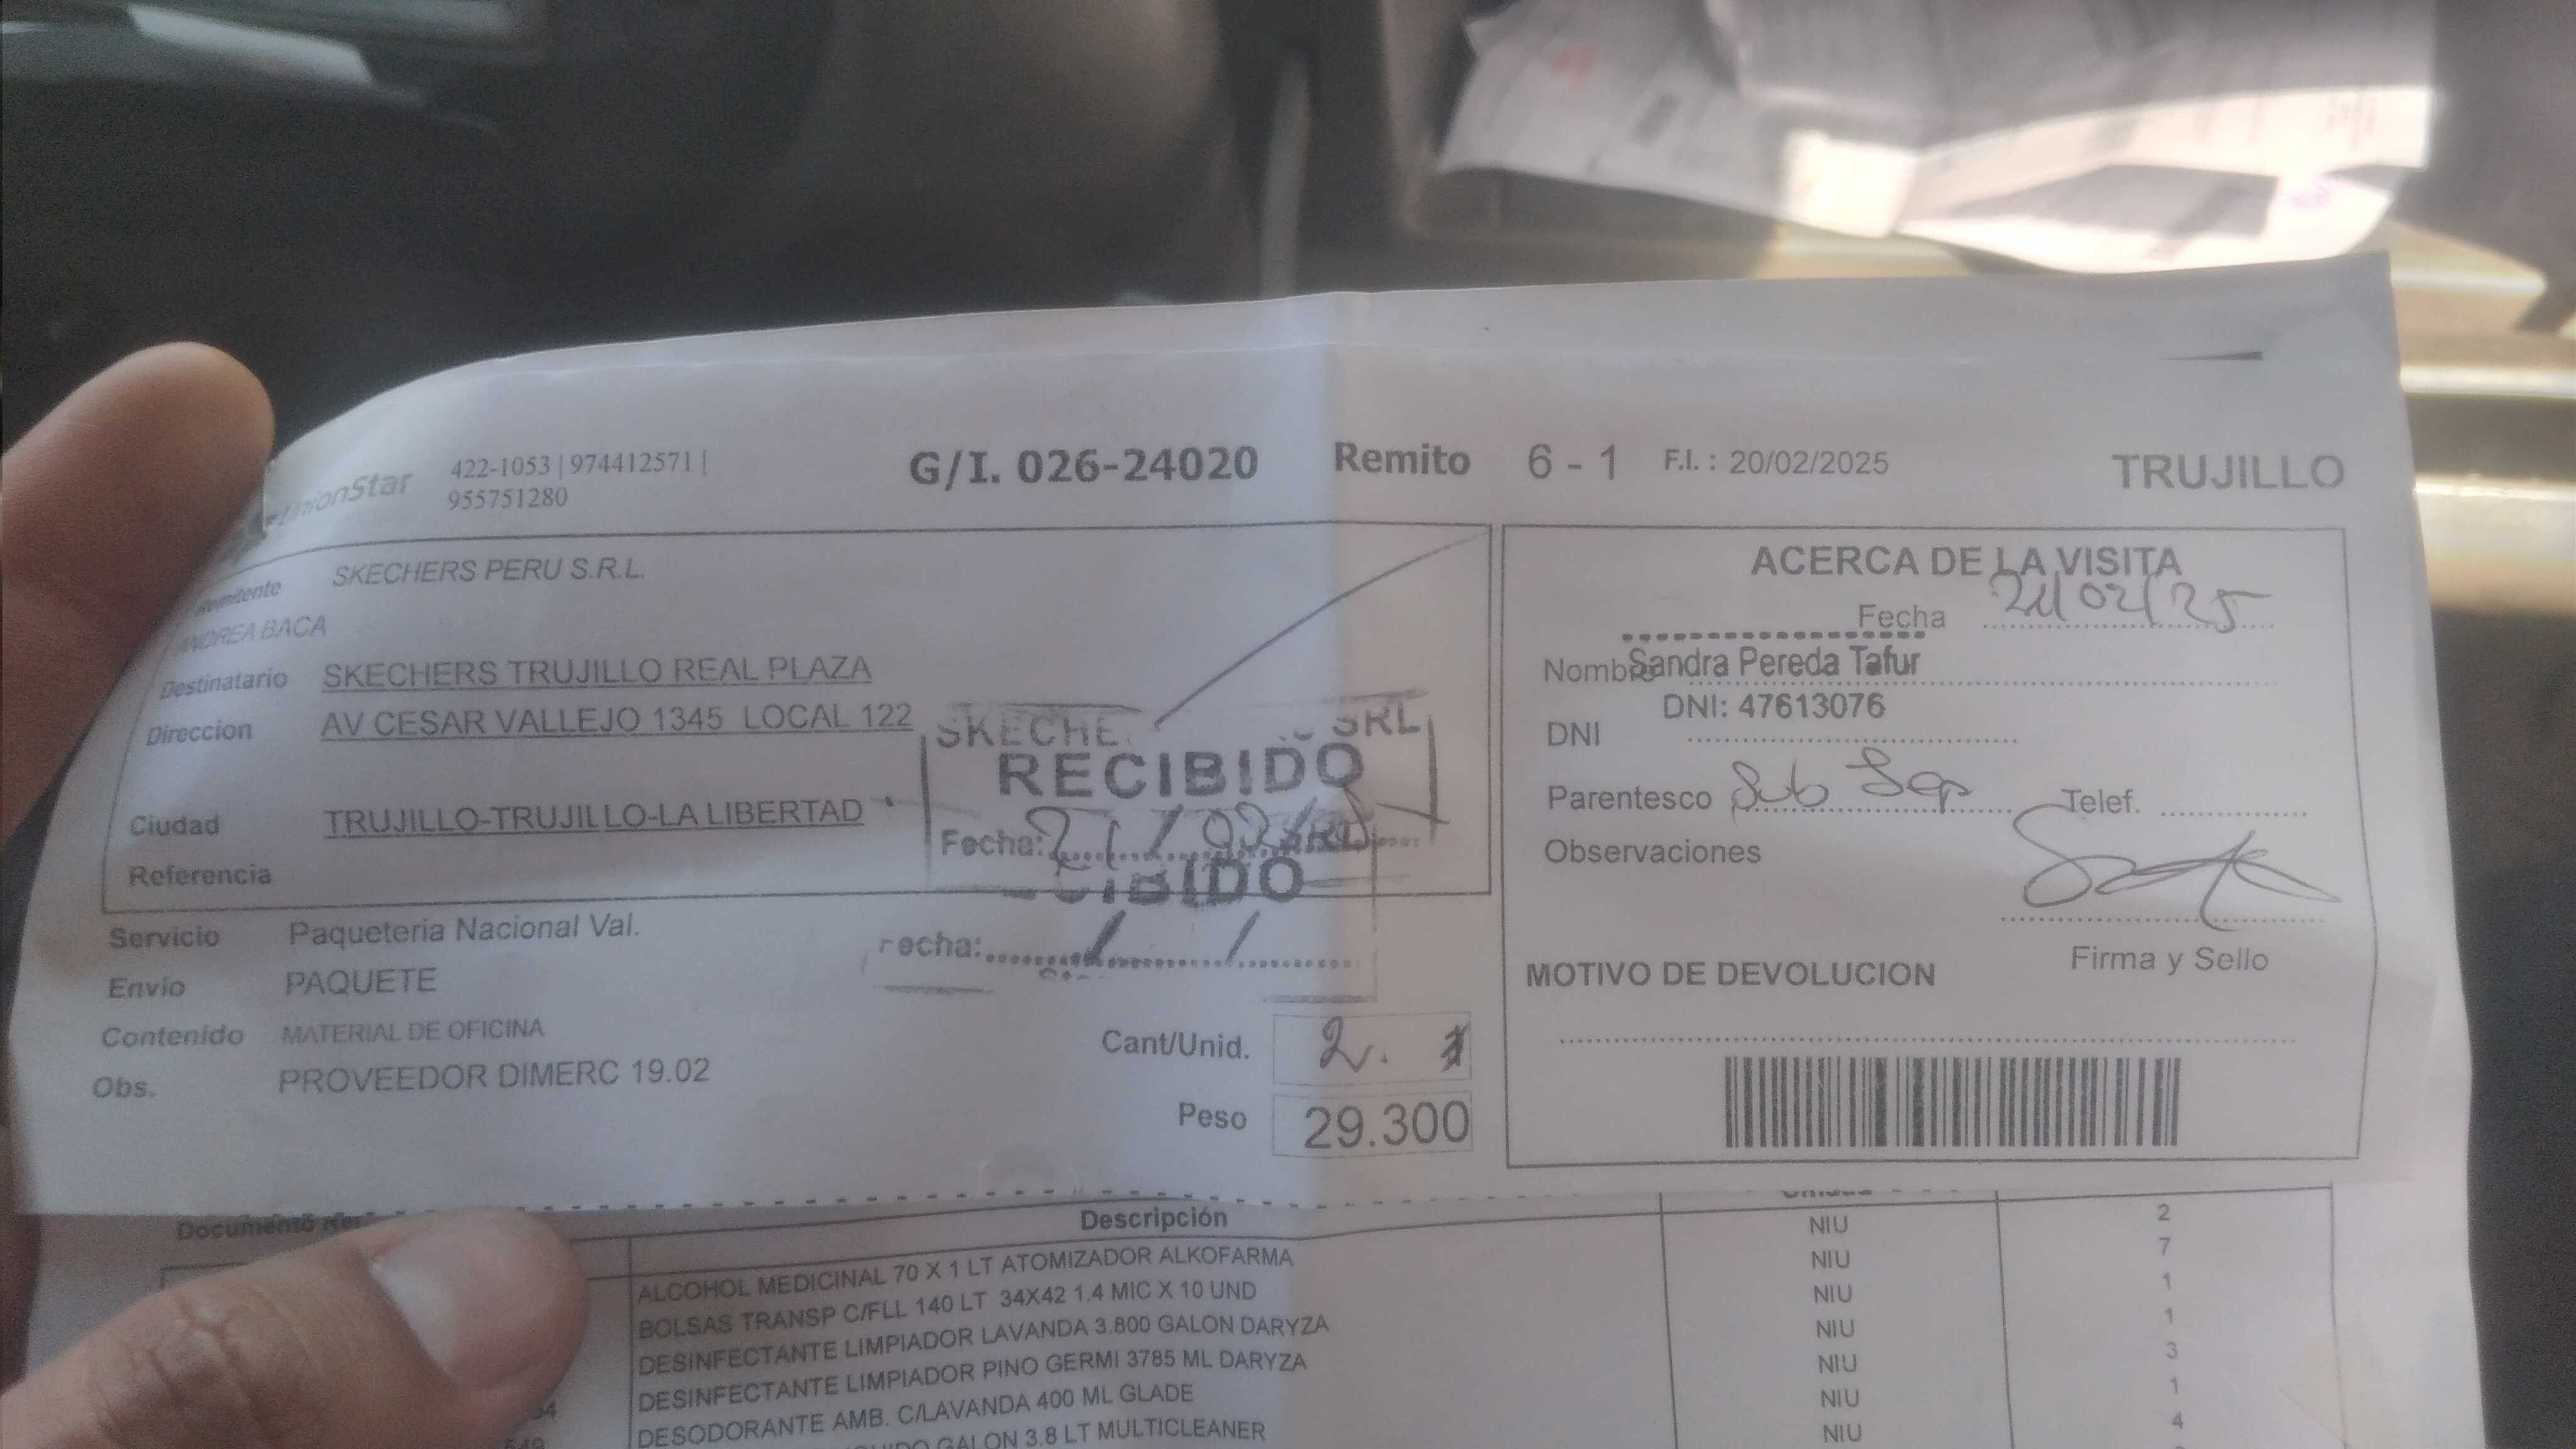 UnionStar
422-1053 | 974412571 |
955751280
G/I. 026-24020 Remito 6 - 1 F.I. : 20/02/2025 TRUJILLO
Remitente SKECHERS PERU S.R.L.
ANDREA BACA
Destinatario SKECHERS TRUJILLO REAL PLAZA
Direccion AV CESAR VALLEJO 1345 LOCAL 122
Ciudad TRUJILLO-TRUJILLO-LA LIBERTAD
Referencia
SRL
RECIBIDO
Fecha:
Servicio Paqueteria Nacional Val.
Envio PAQUETE
Contenido MATERIAL DE OFICINA
Obs. PROVEEDOR DIMERC 19.02
Cant/Unid. 2.
Peso 29.300
ACERCA DE LA VISITA
Fecha 21/02/25
Nombre Sandra Pereda Tafur
DNI: 47613076
DNI
Parentesco Sub Telef.
Observaciones
Firma y Sello
MOTIVO DE DEVOLUCION
Descripción
NIU 2
ALCOHOL MEDICINAL 70 X 1 LT ATOMIZADOR ALKOFARMA NIU 7
BOLSAS TRANSP C/FLL 140 LT 34X42 1.4 MIC X 10 UND NIU 1
DESINFECTANTE LIMPIADOR LAVANDA 3.800 GALON DARYZA NIU 1
DESINFECTANTE LIMPIADOR PINO GERMI 3785 ML DARYZA NIU 3
DESODORANTE AMB. C/LAVANDA 400 ML GLADE NIU 1
GALON 3.8 LT MULTICLEANER NIU 4